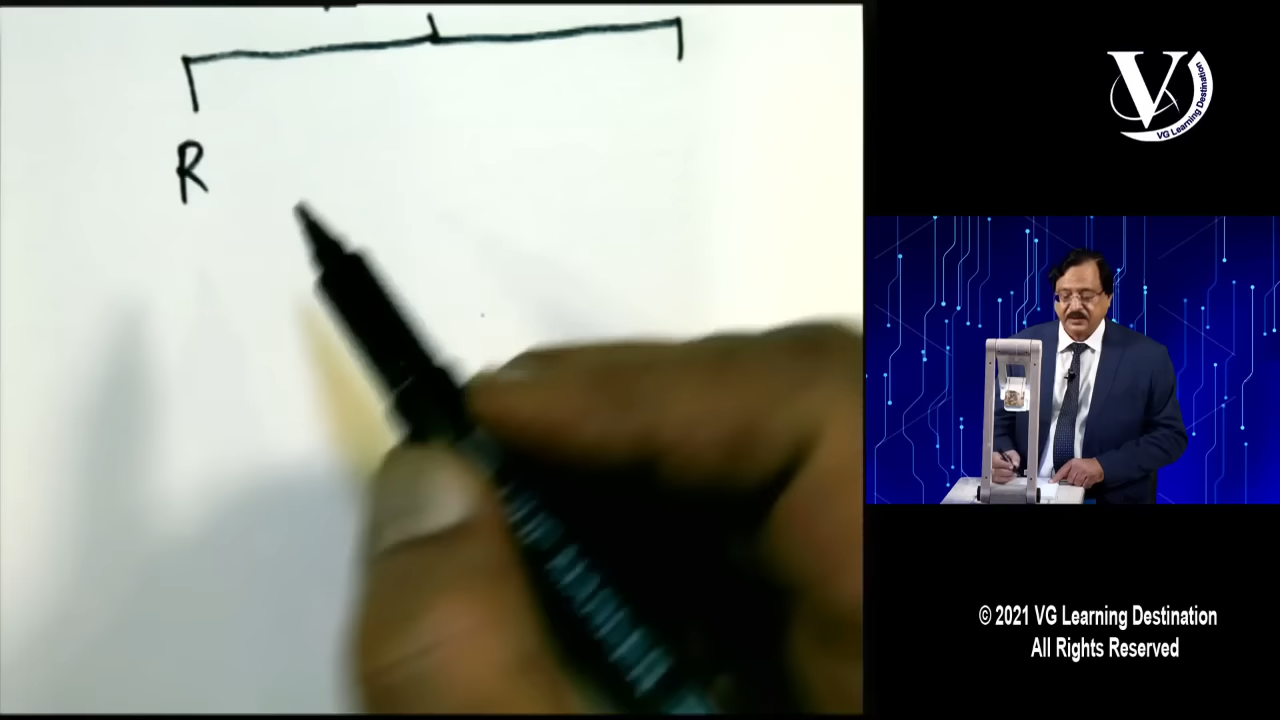 R
V
VG Learning Destination
© 2021 VG Learning Destination
All Rights Reserved